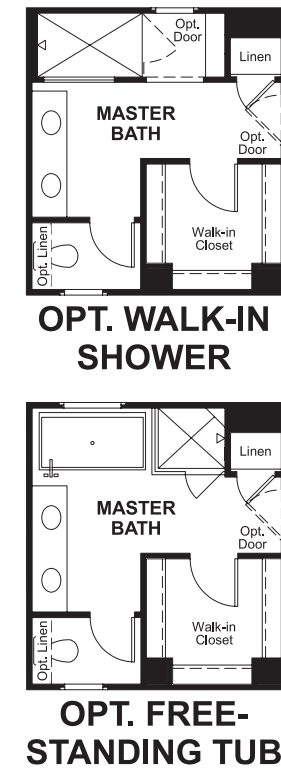 Opt.
Door
Linen
MASTER
BATH
Opt.
Door
Opt. Linen
Walk-in
Closet
OPT. WALK-IN
SHOWER
Linen
MASTER
BATH
Opt.
Door
Opt. Linen
Walk-in
Closet
OPT. FREE-
STANDING TUB